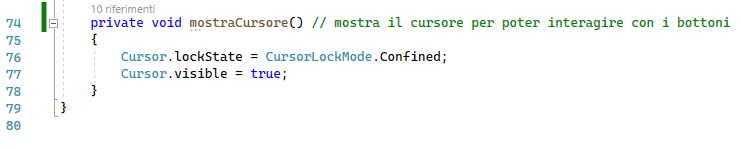 10 riferimenti
74 private void mostraCursore() // mostra il cursore per poter interagire con i bottoni
75 {
76 Cursor.lockState = CursorLockMode.Confined;
77 Cursor.visible = true;
78 }
79 }
80